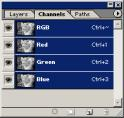 Layers Channels Paths
RGB Ctrl+~
Red Ctrl+1
Green Ctrl+2
Blue Ctrl+3